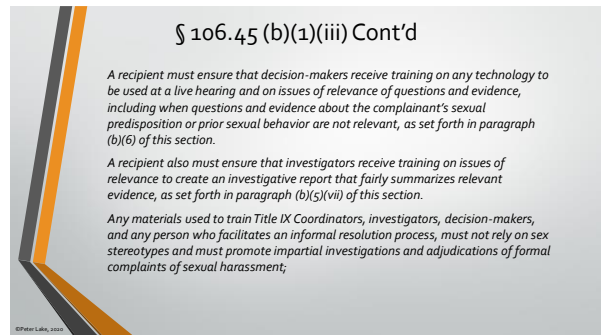 § 106.45 (b)(1)(iii) Cont'd
A recipient must ensure that decision-makers receive training on any technology to
be used at a live hearing and on issues of relevance of questions and evidence,
including when questions and evidence about the complainant's sexual
predisposition or prior sexual behavior are not relevant, as set forth in paragraph
(b)(6) of this section.
A recipient also must ensure that investigators receive training on issues of
relevance to create an investigative report that fairly summarizes relevant
evidence, as set forth in paragraph (b)(5)(vii) of this section.
Any materials used to train Title IX Coordinators, investigators, decision-makers,
and any person who facilitates an informal resolution process, must not rely on sex
stereotypes and must promote impartial investigations and adjudications of formal
complaints of sexual harassment;
©Peter Lake, 2020